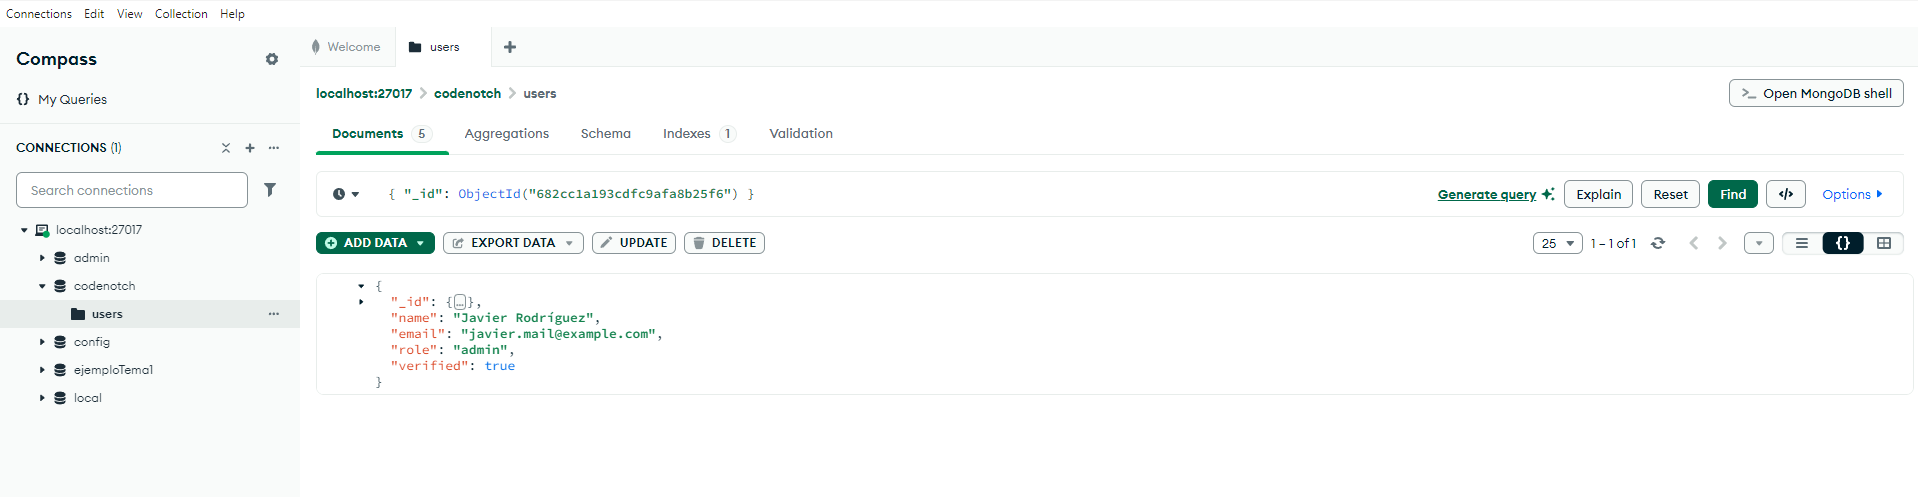 Connections Edit View Collection Help
Compass
Welcome
users
My Queries
localhost:27017 codenotch users
Open MongoDB shell
CONNECTIONS (1)
Documents 5 Aggregations Schema Indexes 1 Validation
Search connections
{ "_id": ObjectId("682cc1a193cdfc9afa8b25f6") }
Generate query Explain Reset Find </> Options
localhost:27017
admin
codenotch
users
config
ejemploTema1
local
ADD DATA EXPORT DATA UPDATE DELETE
25 1 – 1 of 1 {}
{
"_id": {…},
"name": "Javier Rodríguez",
"email": "javier.mail@example.com",
"role": "admin",
"verified": true
}